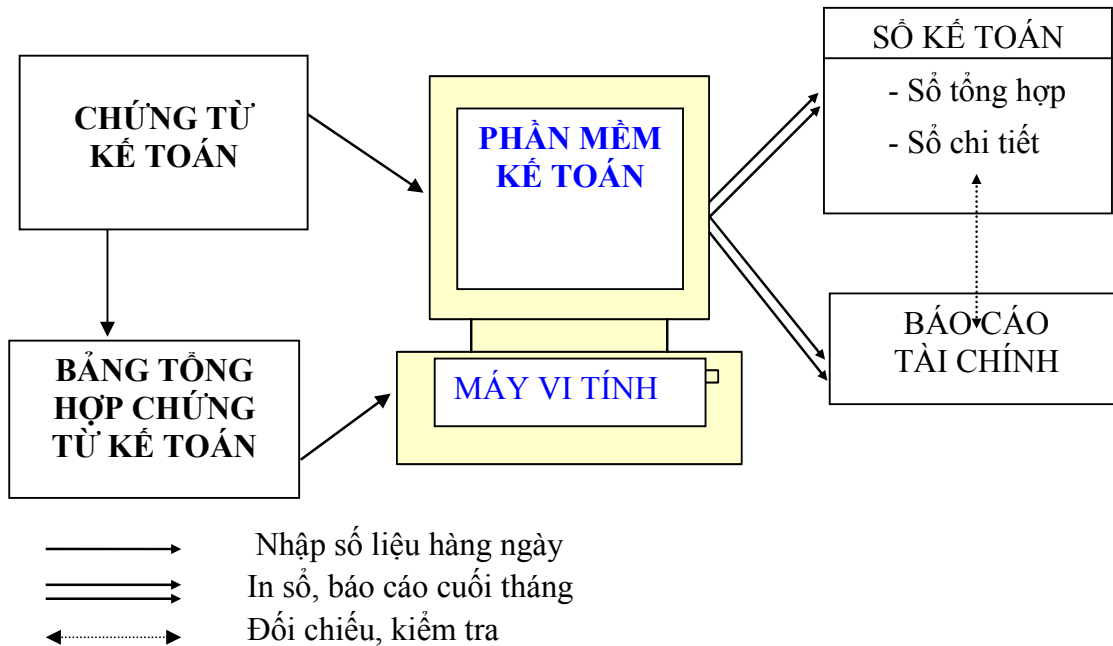 CHỨNG TỪ
KẾ TOÁN
BẢNG TỔNG
HỢP CHỨNG
TỪ KẾ TOÁN
PHẦN MỀM
KẾ TOÁN
MÁY VI TÍNH
SỔ KẾ TOÁN
- Sổ tổng hợp
- Sổ chi tiết
BÁO CÁO
TÀI CHÍNH
Nhập số liệu hàng ngày
In sổ, báo cáo cuối tháng
Đối chiếu, kiểm tra